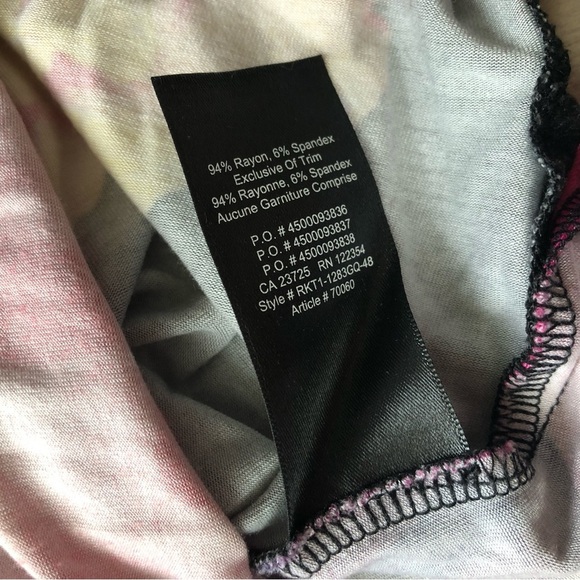 94% Rayon, 6% Spandex
Exclusive Of Trim
94% Rayonne, 6% Spandex
Aucune Garniture Comprise
P.O. # 4500093836
P.O. # 4500093837
P.O. # 4500093838
CA 23725 RN 122354
Style # RKT1-1283GQ-48
Article # 70060